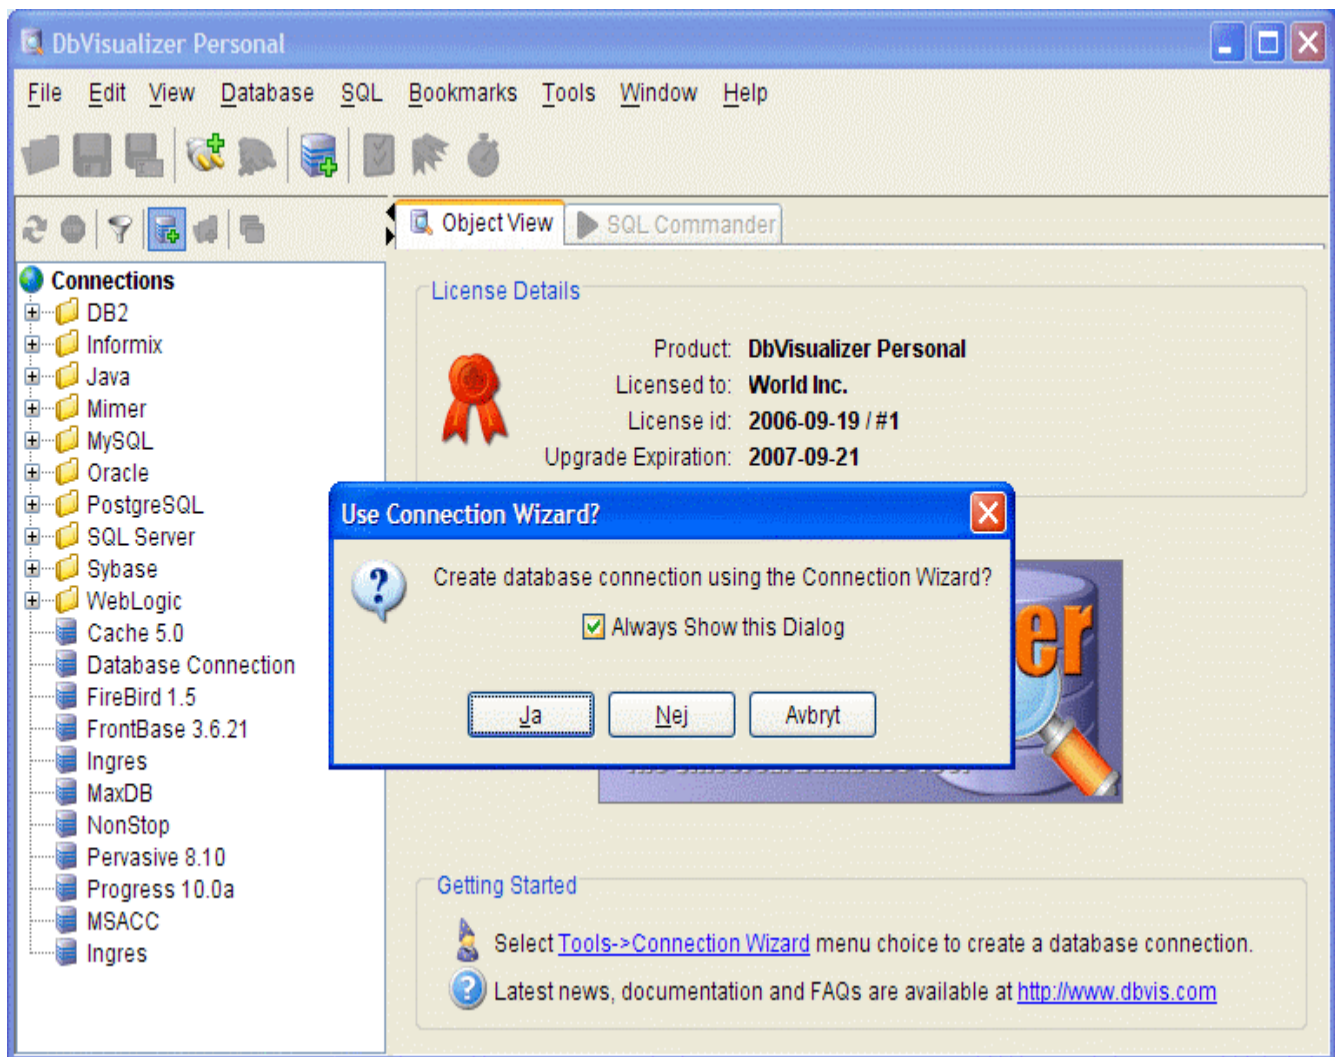 DbVisualizer Personal
File Edit View Database SQL Bookmarks Tools Window Help
Object View SQL Commander
Connections
DB2
Informix
Java
Mimer
MySQL
Oracle
PostgreSQL
SQL Server
Sybase
WebLogic
Cache 5.0
Database Connection
FireBird 1.5
FrontBase 3.6.21
Ingres
MaxDB
NonStop
Pervasive 8.10
Progress 10.0a
MSACC
Ingres
License Details
Product: DbVisualizer Personal
Licensed to: World Inc.
License id: 2006-09-19 / #1
Upgrade Expiration: 2007-09-21
Use Connection Wizard?
Create database connection using the Connection Wizard?
Always Show this Dialog
Ja Nej Avbryt
Getting Started
Select Tools->Connection Wizard menu choice to create a database connection.
Latest news, documentation and FAQs are available at http://www.dbvis.com